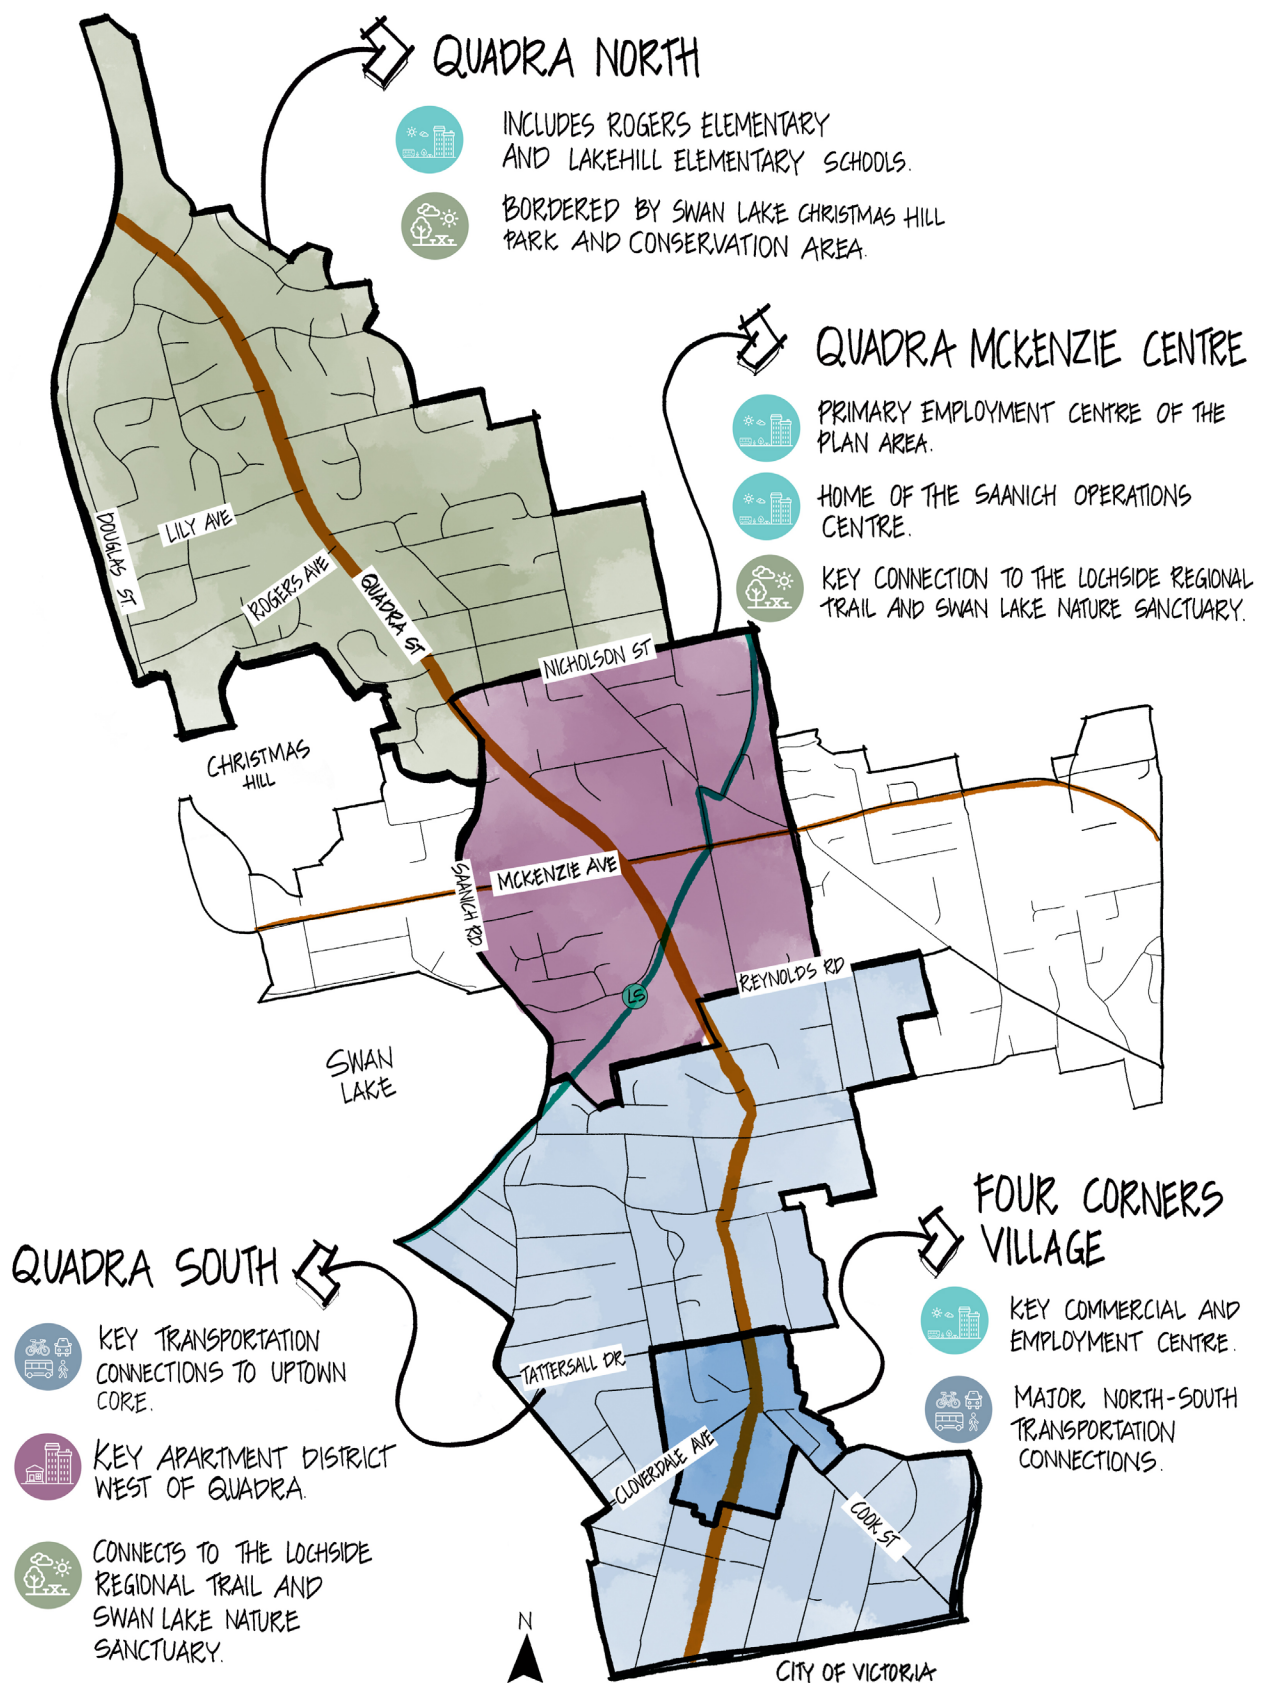 QUADRA NORTH
INCLUDES ROGERS ELEMENTARY
AND LAKEHILL ELEMENTARY SCHOOLS.
BORDERED BY SWAN LAKE CHRISTMAS HILL
PARK AND CONSERVATION AREA.
QUADRA MCKENZIE CENTRE
PRIMARY EMPLOYMENT CENTRE OF THE
PLAN AREA.
HOME OF THE SAANICH OPERATIONS
CENTRE.
KEY CONNECTION TO THE LOCHSIDE REGIONAL
TRAIL AND SWAN LAKE NATURE SANCTUARY.
DOUGLAS ST.
LILY AVE
ROGERS AVE
QUADRA ST
NICHOLSON ST
CHRISTMAS
HILL
SAANICH RD.
MCKENZIE AVE
REYNOLDS RD
LS
SWAN
LAKE
FOUR CORNERS
VILLAGE
KEY COMMERCIAL AND
EMPLOYMENT CENTRE.
MAJOR NORTH-SOUTH
TRANSPORTATION
CONNECTIONS.
QUADRA SOUTH
KEY TRANSPORTATION
CONNECTIONS TO UPTOWN
CORE.
KEY APARTMENT DISTRICT
WEST OF QUADRA.
CONNECTS TO THE LOCHSIDE
REGIONAL TRAIL AND
SWAN LAKE NATURE
SANCTUARY.
TATTERSALL DR.
CLOVERDALE AVE
COOK ST
N
CITY OF VICTORIA